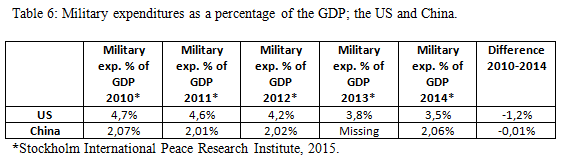 Table 6: Military expenditures as a percentage of the GDP; the US and China.
Military exp. % of GDP 2010* Military exp. % of GDP 2011* Military exp. % of GDP 2012* Military exp. % of GDP 2013* Military exp. % of GDP 2014* Difference 2010-2014
US 4,7% 4,6% 4,2% 3,8% 3,5% -1,2%
China 2,07% 2,01% 2,02% Missing 2,06% -0,01%
*Stockholm International Peace Research Institute, 2015.